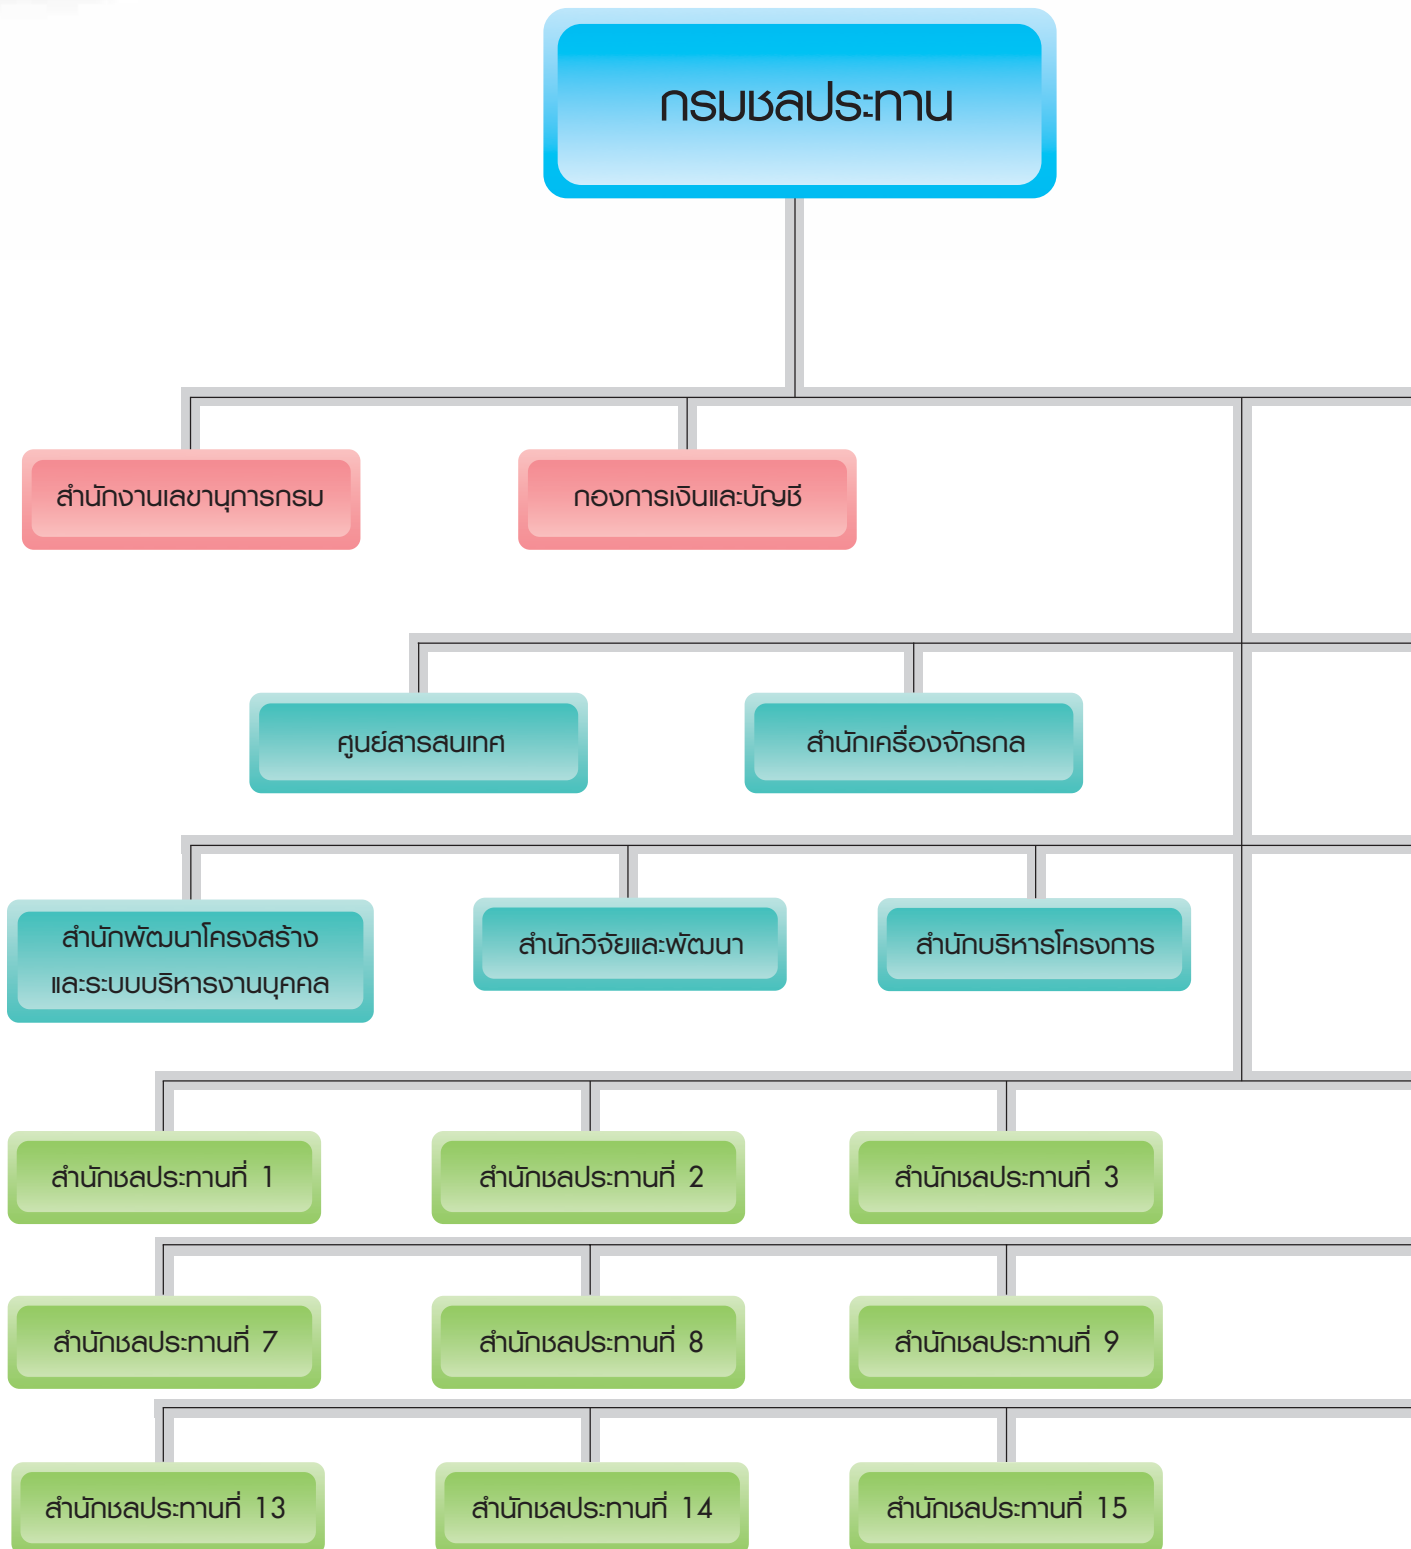 กรมชลประทาน
สำนักงานเลขานุการกรม
กองการเงินและบัญชี
ศูนย์สารสนเทศ
สำนักเครื่องจักรกล
สำนักพัฒนาโครงสร้าง
และระบบบริหารงานบุคคล
สำนักวิจัยและพัฒนา
สำนักบริหารโครงการ
สำนักชลประทานที่ 1
สำนักชลประทานที่ 2
สำนักชลประทานที่ 3
สำนักชลประทานที่ 7
สำนักชลประทานที่ 8
สำนักชลประทานที่ 9
สำนักชลประทานที่ 13
สำนักชลประทานที่ 14
สำนักชลประทานที่ 15